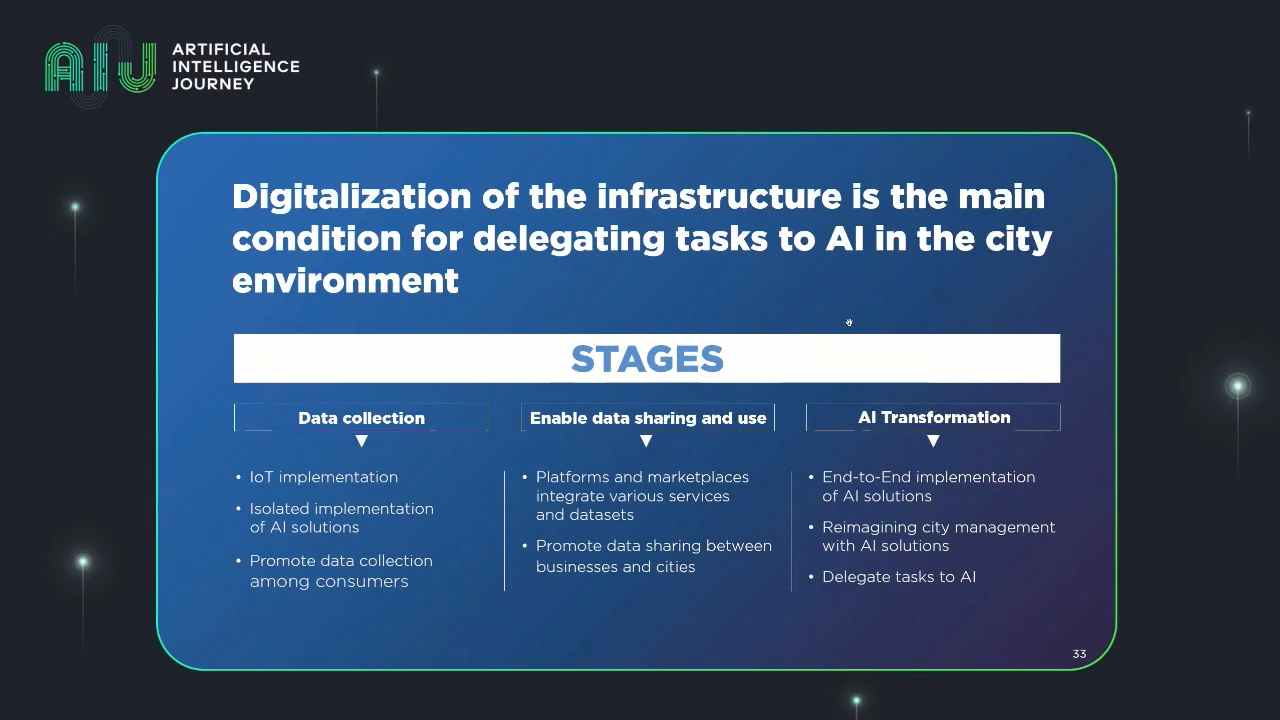 ARTIFICIAL
INTELLIGENCE
JOURNEY
Digitalization of the infrastructure is the main
condition for delegating tasks to AI in the city
environment
STAGES
Data collection
• IoT implementation
• Isolated implementation
of AI solutions
• Promote data collection
among consumers
Enable data sharing and use
• Platforms and marketplaces
integrate various services
and datasets
• Promote data sharing between
businesses and cities
AI Transformation
• End-to-End implementation
of AI solutions
• Reimagining city management
with AI solutions
• Delegate tasks to AI
33